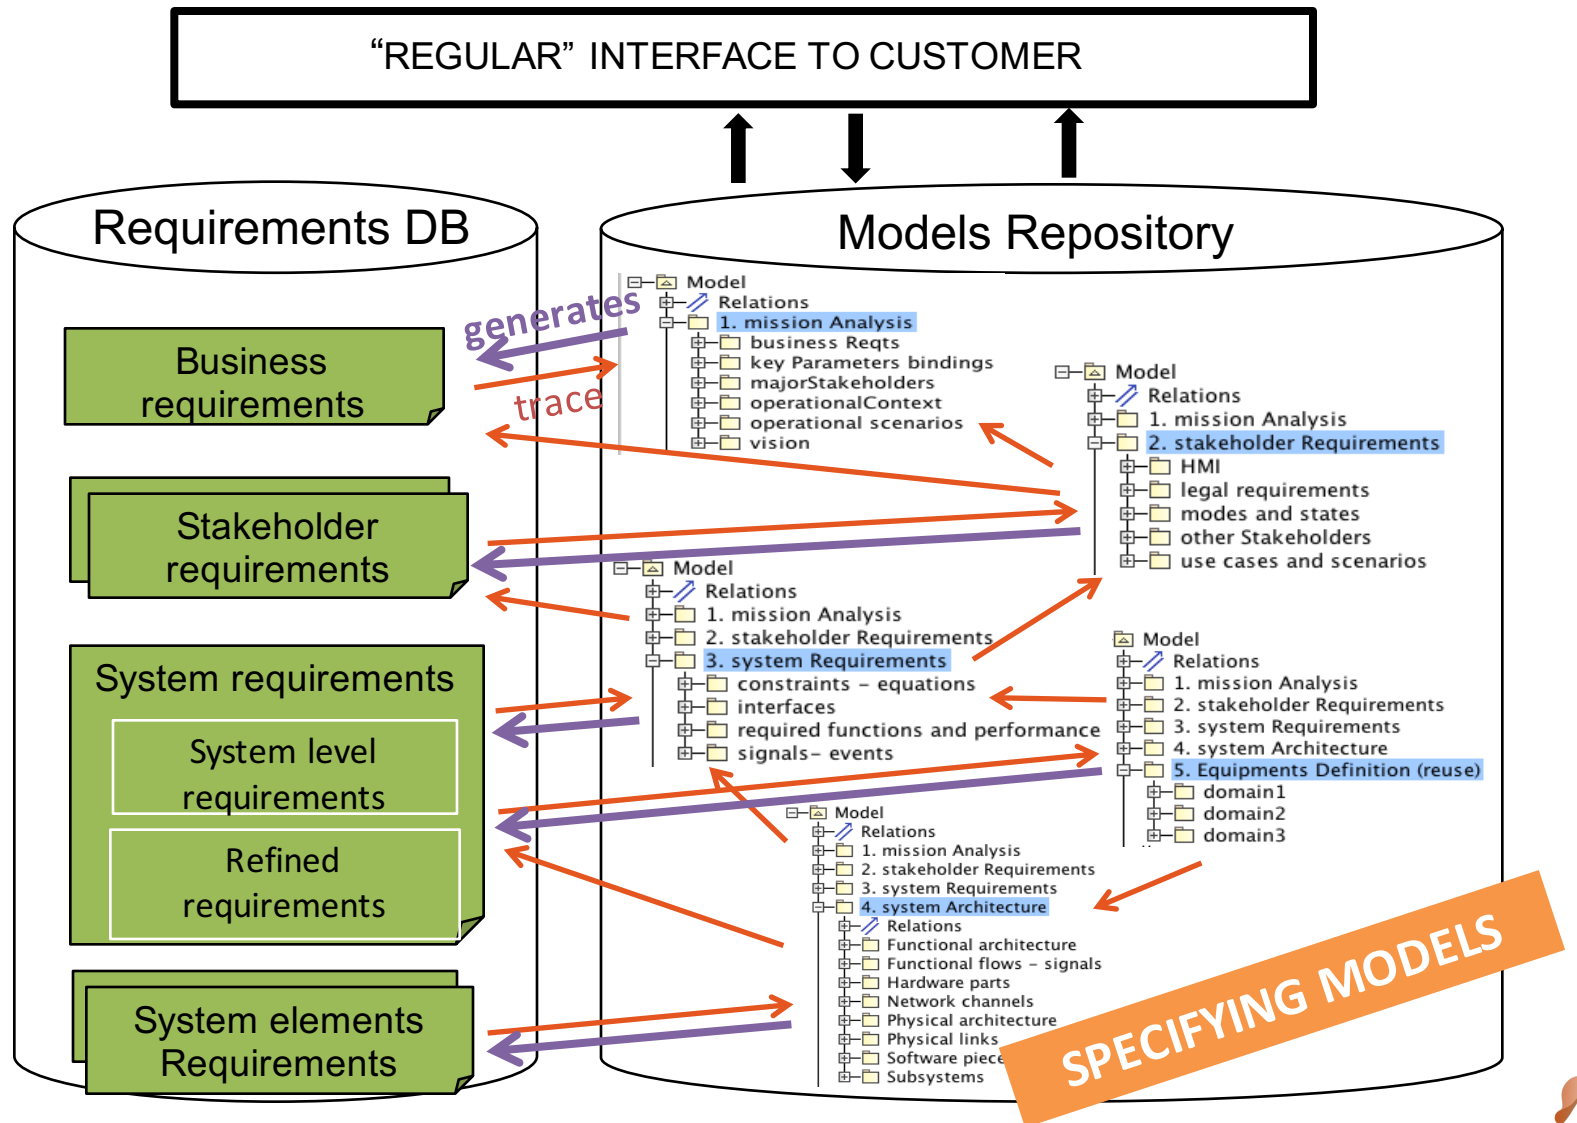 “REGULAR” INTERFACE TO CUSTOMER
Requirements DB
Business
requirements
Stakeholder
requirements
System requirements
System level
requirements
Refined
requirements
System elements
Requirements
generates
trace
Models Repository
Model
Relations
1. mission Analysis
business Reqts
key Parameters bindings
majorStakeholders
operationalContext
operational scenarios
vision
Model
Relations
1. mission Analysis
2. stakeholder Requirements
HMI
legal requirements
modes and states
other Stakeholders
use cases and scenarios
Model
Relations
1. mission Analysis
2. stakeholder Requirements
3. system Requirements
constraints – equations
interfaces
required functions and performance
signals– events
Model
Relations
1. mission Analysis
2. stakeholder Requirements
3. system Requirements
4. system Architecture
5. Equipments Definition (reuse)
domain1
domain2
domain3
Model
Relations
1. mission Analysis
2. stakeholder Requirements
3. system Requirements
4. system Architecture
Relations
Functional architecture
Functional flows – signals
Hardware parts
Network channels
Physical architecture
Physical links
Software piece
Subsystems
SPECIFYING MODELS